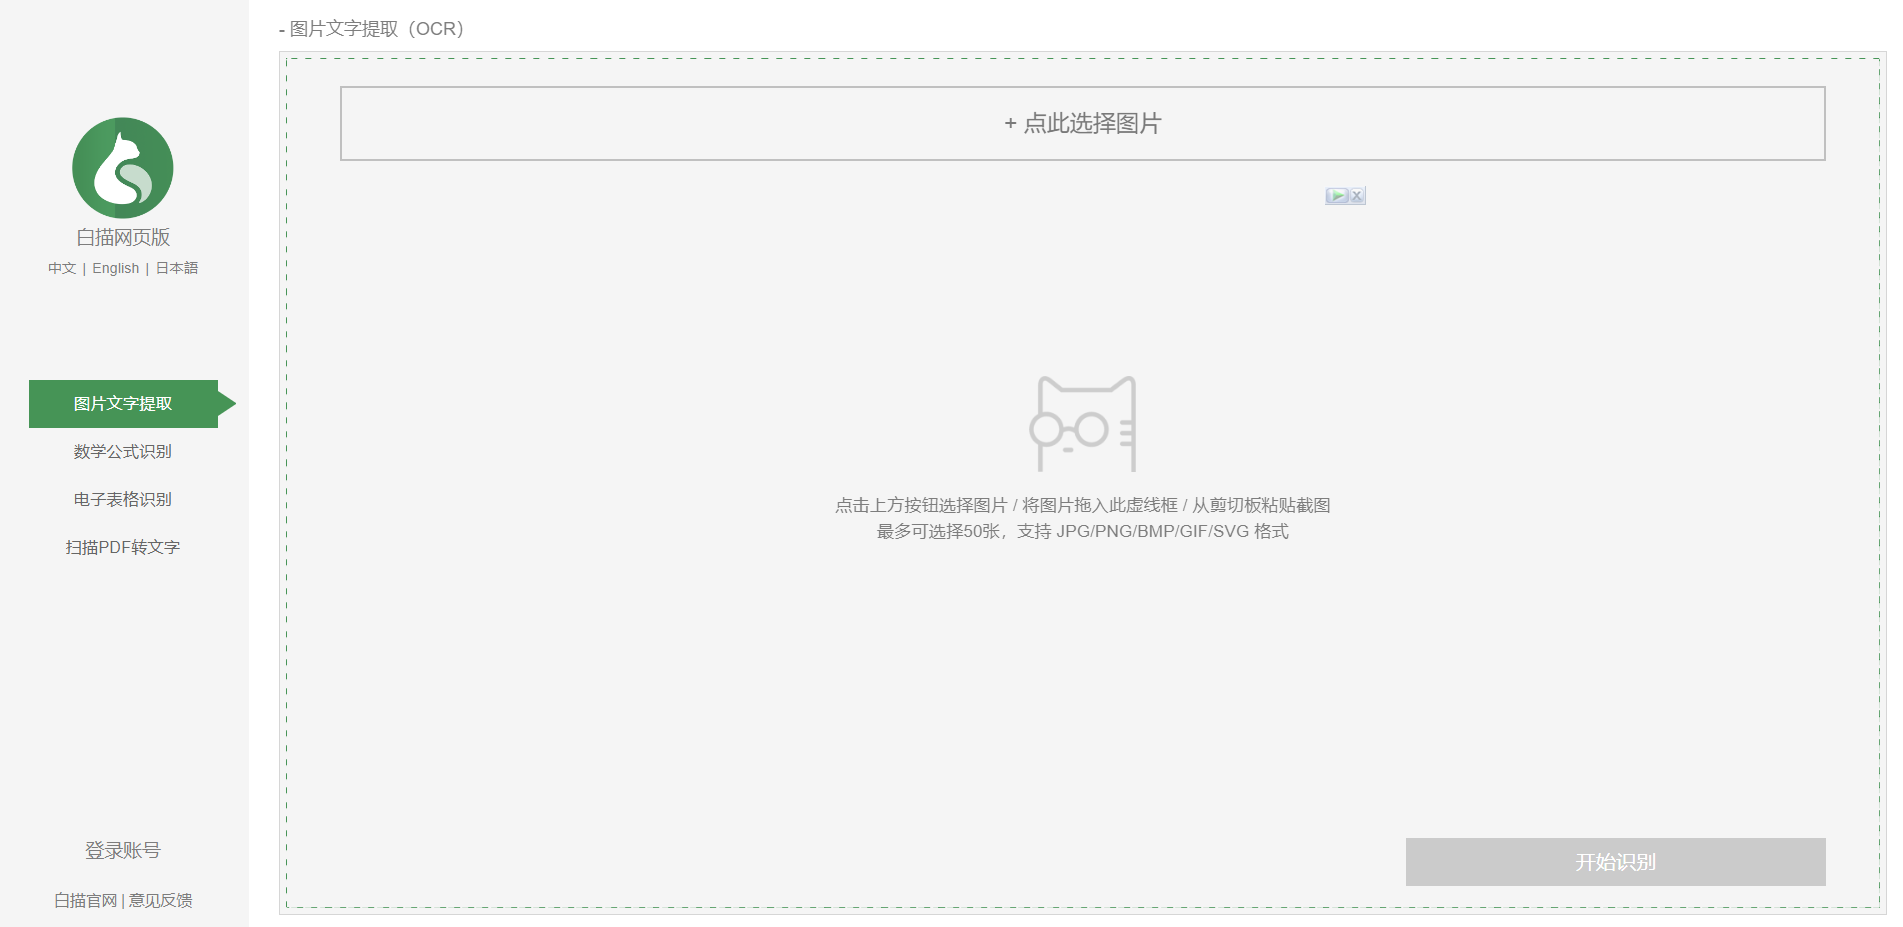 白描网页版
中文 | English | 日本語
图片文字提取
数学公式识别
电子表格识别
扫描PDF转文字
登录账号
白描官网 | 意见反馈
- 图片文字提取（OCR）
+ 点此选择图片
点击上方按钮选择图片 / 将图片拖入此虚线框 / 从剪切板粘贴截图
最多可选择50张，支持 JPG/PNG/BMP/GIF/SVG 格式
开始识别